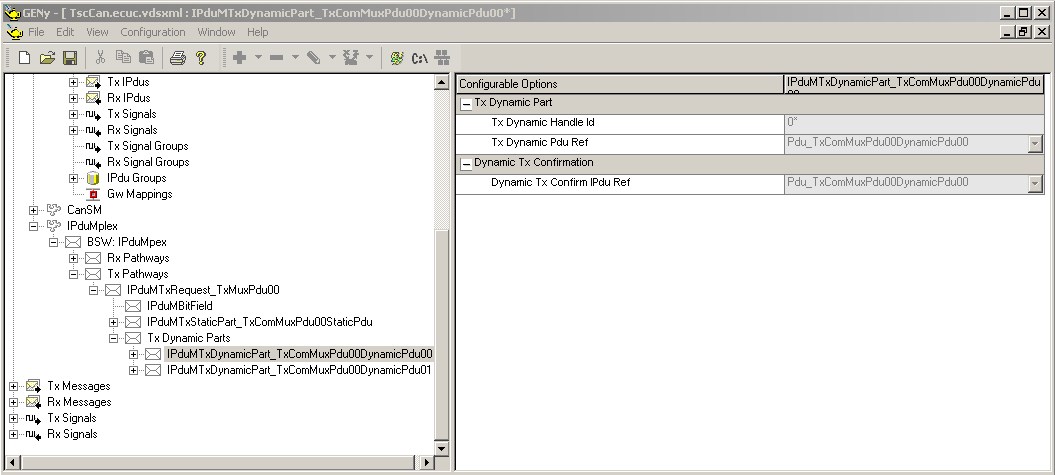 GENy - [ TscCan.ecuc.vdsxml : IPduMTxDynamicPart_TxComMuxPdu00DynamicPdu00*]
File Edit View Components Configuration Window Help
C:\
Tx IPdus
Rx IPdus
Tx Signals
Rx Signals
Tx Signal Groups
Rx Signal Groups
IPdu Groups
Gw Mappings
CanSM
IPduMplex
BSW: IPduMpex
Rx Pathways
Tx Pathways
IPduMTxRequest_TxMuxPdu00
IPduMBitField
IPduMTxStaticPart_TxComMuxPdu00StaticPdu
Tx Dynamic Parts
IPduMTxDynamicPart_TxComMuxPdu00DynamicPdu00
IPduMTxDynamicPart_TxComMuxPdu00DynamicPdu01
Tx Messages
Rx Messages
Tx Signals
Rx Signals
Configurable Options IPduMTxDynamicPart_TxComMuxPdu00DynamicPdu
00
Tx Dynamic Part
Tx Dynamic Handle Id 0*
Tx Dynamic Pdu Ref Pdu_TxComMuxPdu00DynamicPdu00
Dynamic Tx Confirmation
Dynamic Tx Confirm IPdu Ref Pdu_TxComMuxPdu00DynamicPdu00